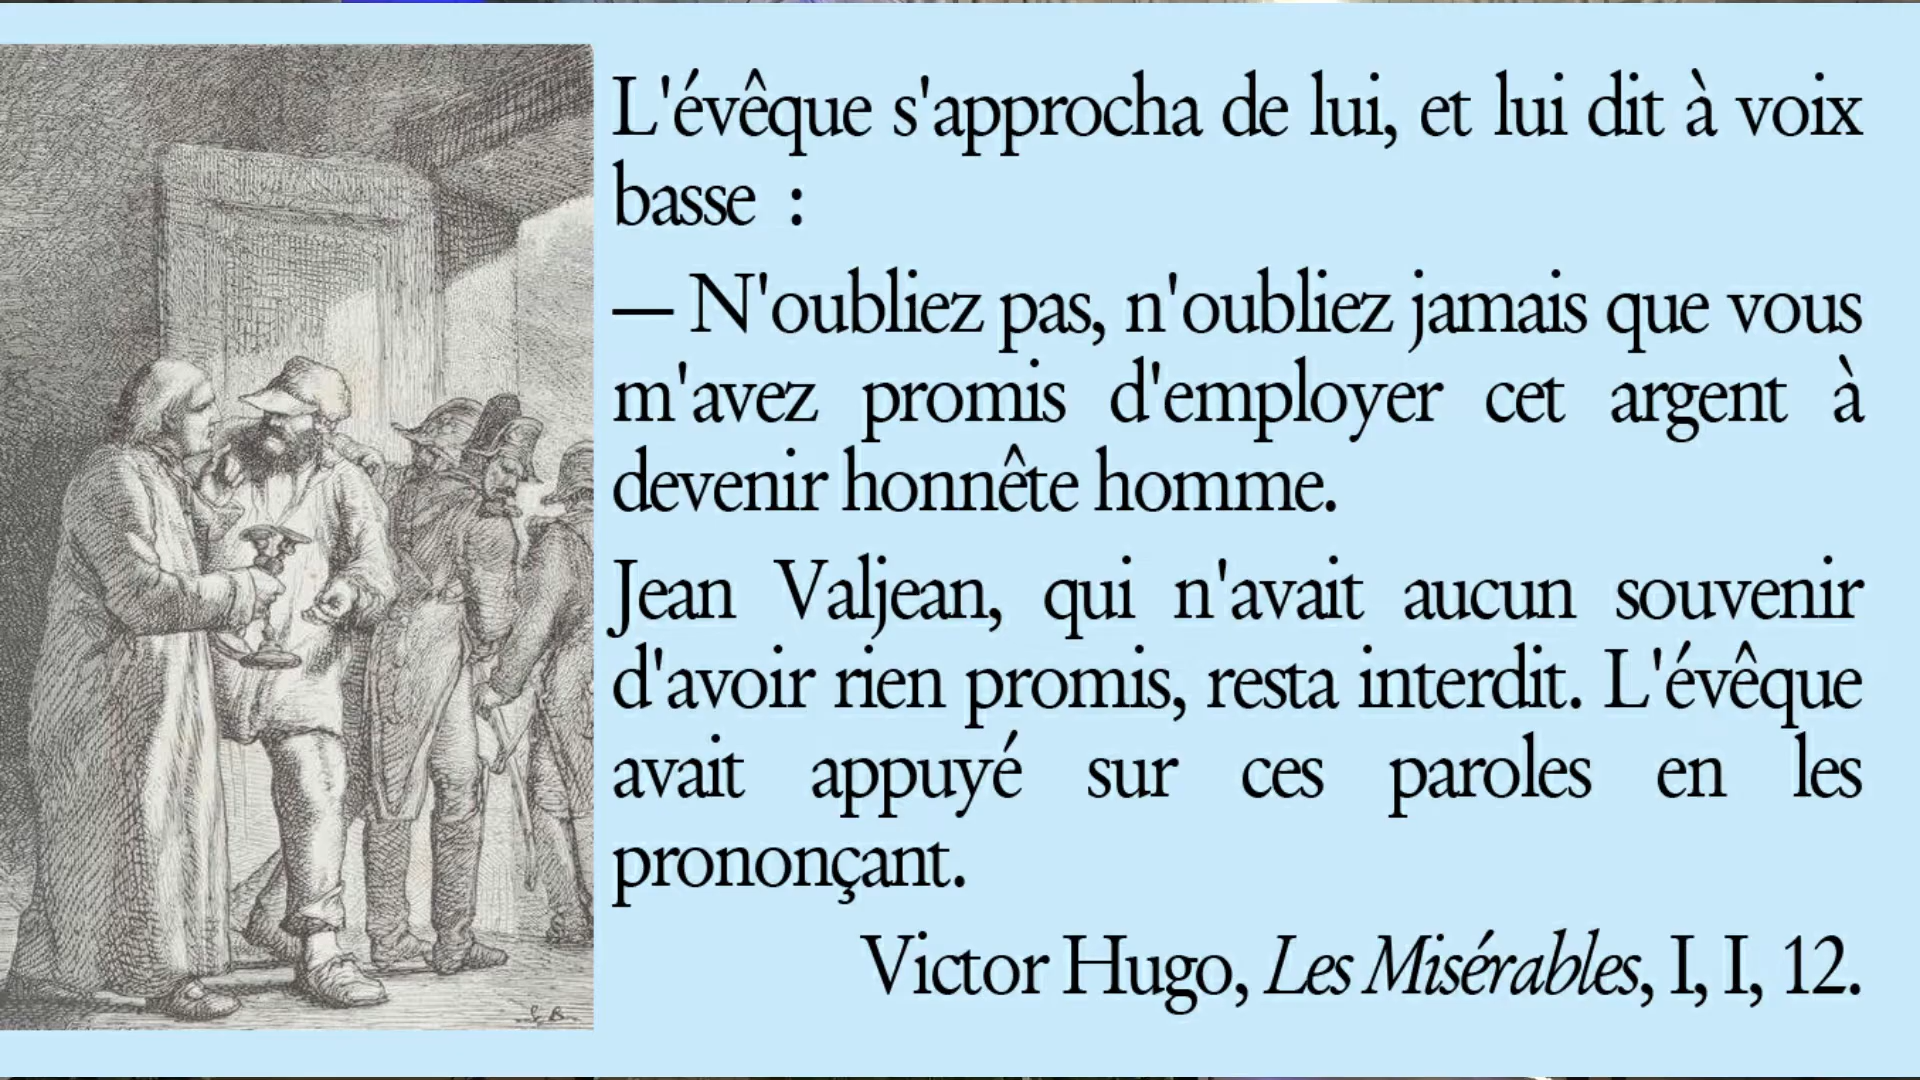 L'évêque s'approcha de lui, et lui dit à voix
basse :
— N'oubliez pas, n'oubliez jamais que vous
m'avez promis d'employer cet argent à
devenir honnête homme.
Jean Valjean, qui n'avait aucun souvenir
d'avoir rien promis, resta interdit. L'évêque
avait appuyé sur ces paroles en les
prononçant.
Victor Hugo, Les Misérables, I, I, 12.